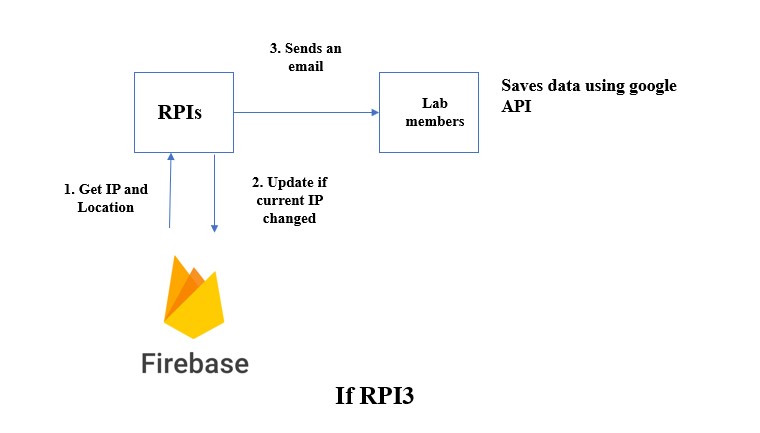 3. Sends an
email
RPIs
Lab
members
Saves data using google
API
1. Get IP and
Location
2. Update if
current IP
changed
Firebase
If RPI3